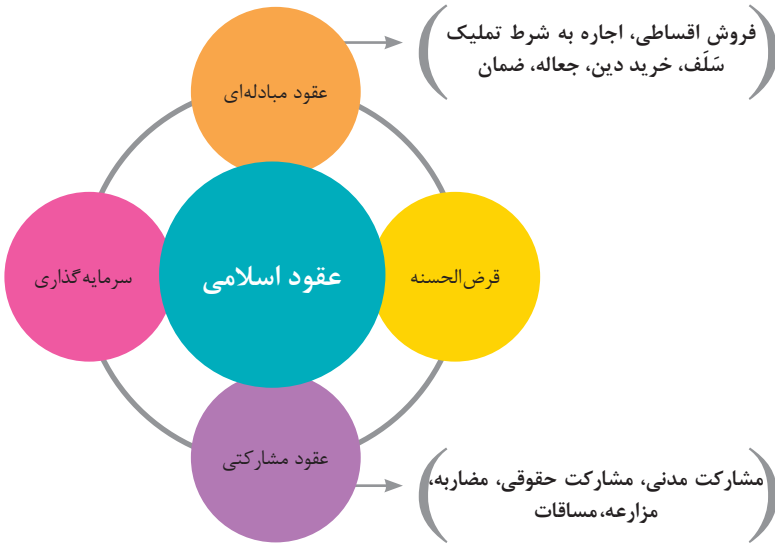 فروش اقساطی، اجاره به شرط تملیک
سَلَف، خرید دین، جعاله، ضمان
عقود مبادله‌ای
قرض‌الحسنه
عقود اسلامی
سرمایه‌گذاری
عقود مشارکتی
مشارکت مدنی، مشارکت حقوقی، مضاربه،
مزارعه،مساقات